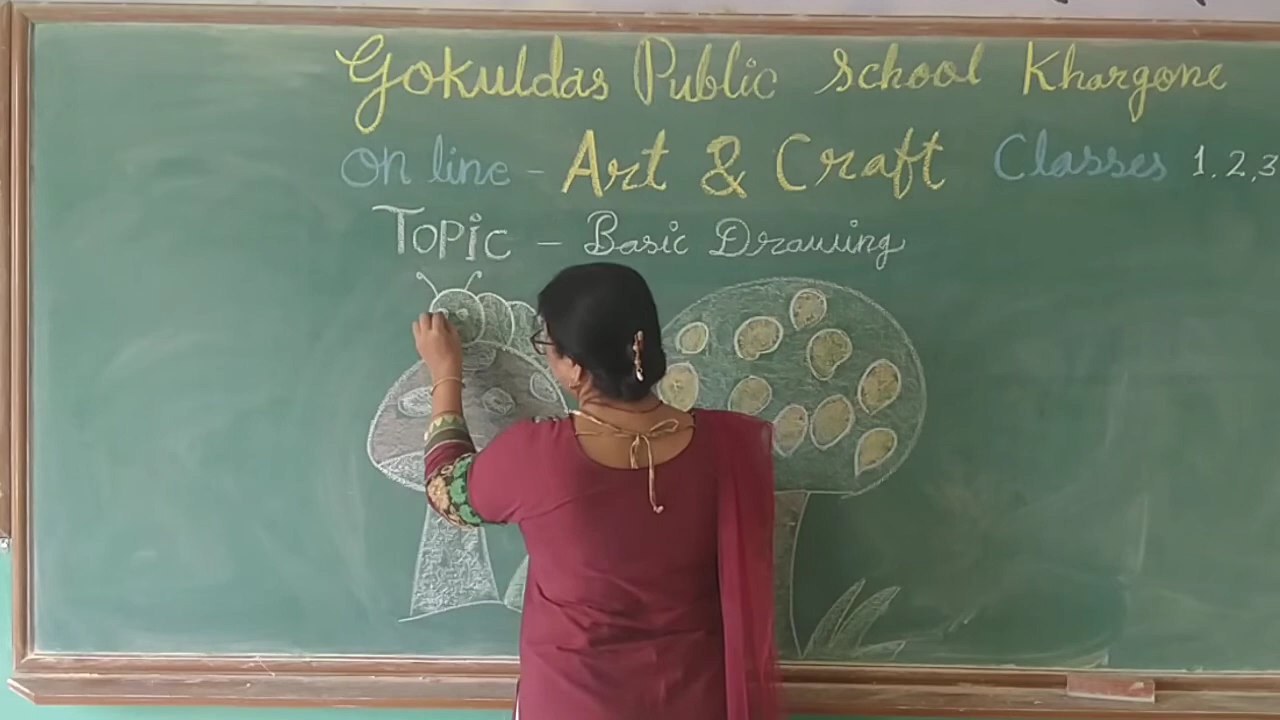 Gokuldas Public School Khargone
On line - Art & Craft Classes 1, 2, 3
Topic - Basic Drawing